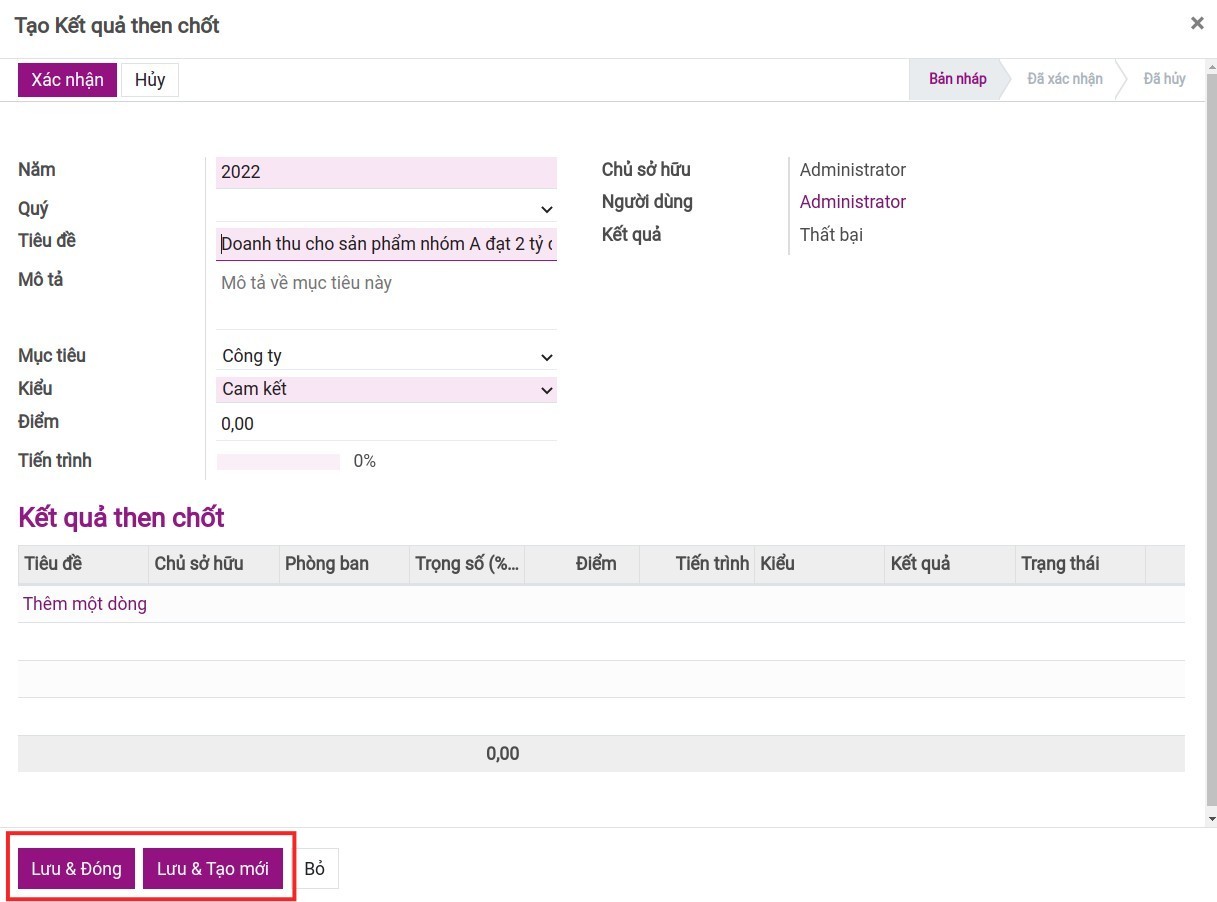 Tạo Kết quả then chốt
×
Xác nhận Hủy Bản nháp Đã xác nhận Đã hủy
Năm 2022 Chủ sở hữu Administrator
Quý Người dùng Administrator
Tiêu đề Doanh thu cho sản phẩm nhóm A đạt 2 tỷ Kết quả Thất bại
Mô tả Mô tả về mục tiêu này
Mục tiêu Công ty
Kiểu Cam kết
Điểm 0,00
Tiến trình 0%
Kết quả then chốt
Tiêu đề Chủ sở hữu Phòng ban Trọng số (%... Điểm Tiến trình Kiểu Kết quả Trạng thái
Thêm một dòng
0,00
Lưu & Đóng Lưu & Tạo mới Bỏ